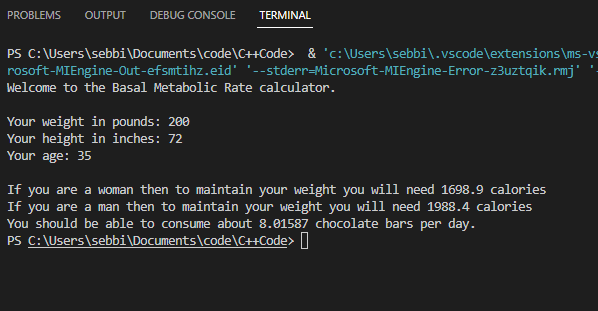 PROBLEMS OUTPUT DEBUG CONSOLE TERMINAL
PS C:\Users\sebbi\Documents\code\C++Code>  & 'c:\Users\sebbi\.vscode\extensions\ms-vs
rosoft-MIEngine-Out-efsmtihz.eid' '--stderr=Microsoft-MIEngine-Error-z3uztqik.rmj' '-
Welcome to the Basal Metabolic Rate calculator.
Your weight in pounds: 200
Your height in inches: 72
Your age: 35
If you are a woman then to maintain your weight you will need 1698.9 calories
If you are a man then to maintain your weight you will need 1988.4 calories
You should be able to consume about 8.01587 chocolate bars per day.
PS C:\Users\sebbi\Documents\code\C++Code>